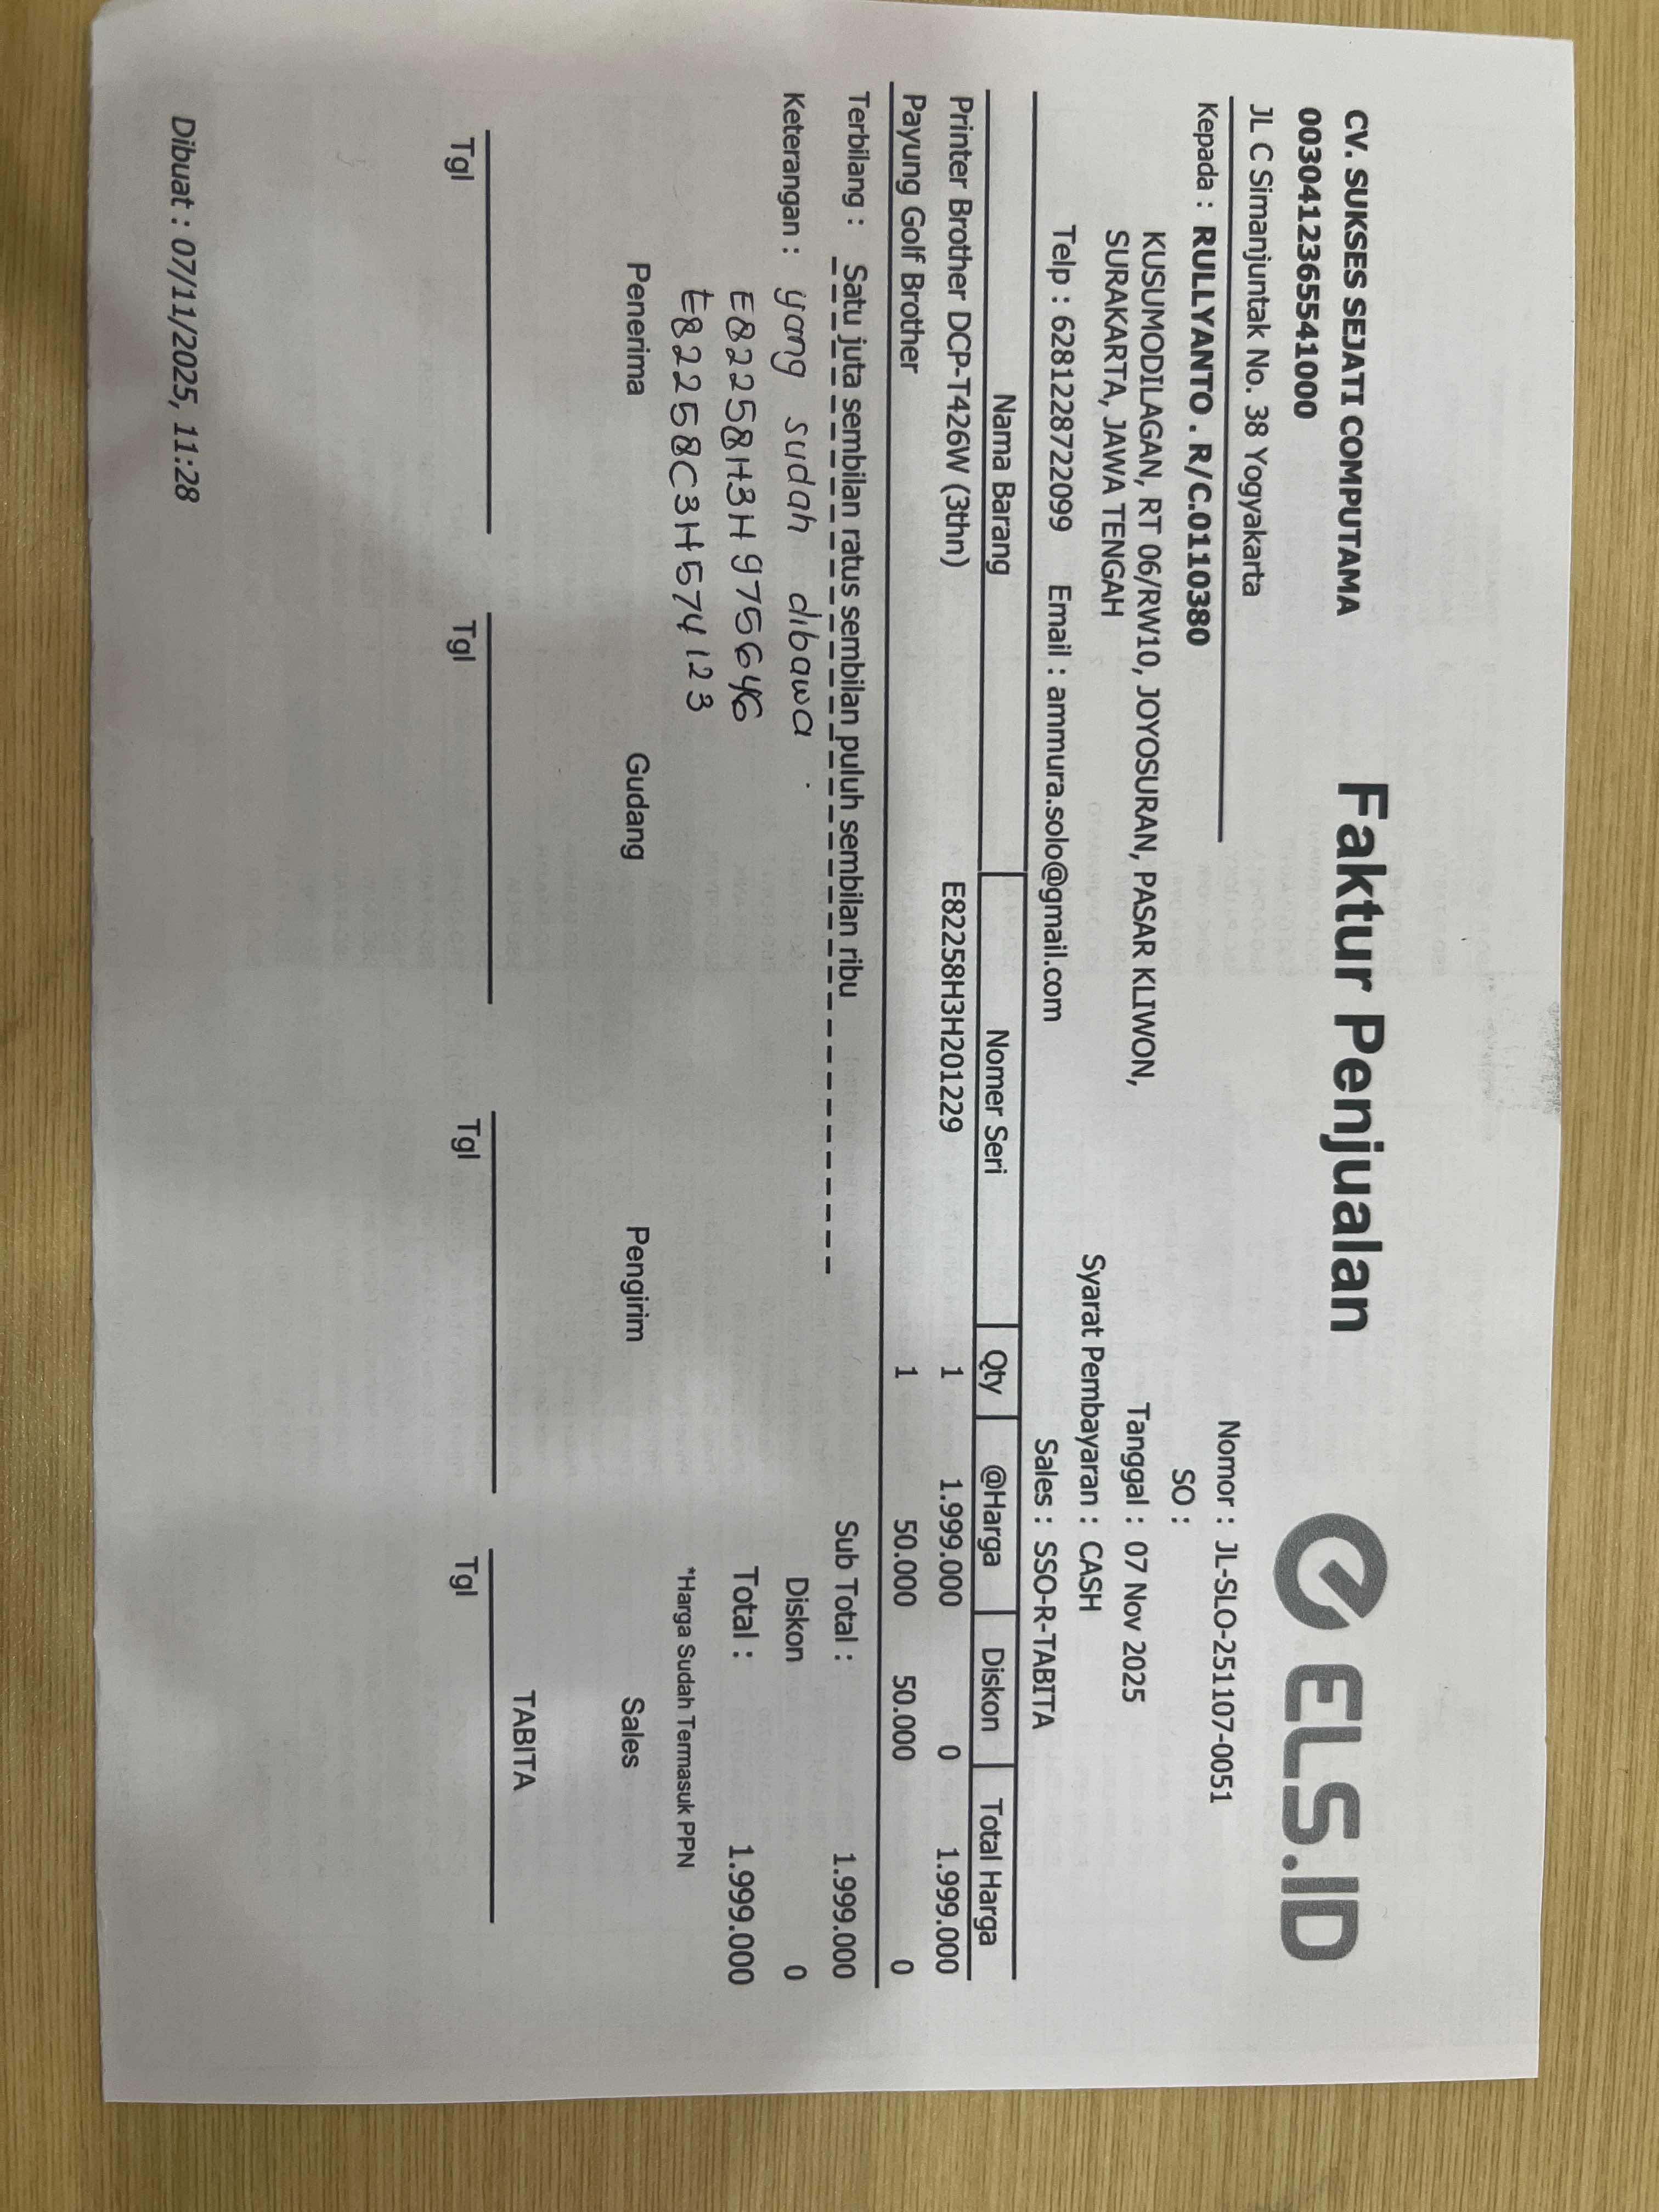 CV. SUKSES SEJATI COMPUTAMA
0030412365541000
JL C Simanjuntak No. 38 Yogyakarta
Faktur Penjualan
ELS.ID
Kepada : RULLYANTO . R/C.0110380
KUSUMODILAGAN, RT 06/RW10, JOYOSURAN, PASAR KLIWON,
SURAKARTA, JAWA TENGAH
Telp : 6281228722099 Email : ammura.solo@gmail.com
Nomor : JL-SLO-251107-0051
SO :
Tanggal : 07 Nov 2025
Syarat Pembayaran : CASH
Sales : SSO-R-TABITA
Nama Barang Nomer Seri Qty @Harga Diskon Total Harga
Printer Brother DCP-T426W (3thn) E82258H3H201229 1 1.999.000 0 1.999.000
Payung Golf Brother 1 50.000 50.000 0
Terbilang : Satu juta sembilan ratus sembilan puluh sembilan ribu
Sub Total : 1.999.000
Keterangan : yang sudah dibawa
Diskon 0
E82258H3H975646
Total : 1.999.000
E82258C3H574123
*Harga Sudah Termasuk PPN
Penerima Gudang Pengirim Sales
TABITA
Tgl Tgl Tgl Tgl
Dibuat : 07/11/2025, 11:28